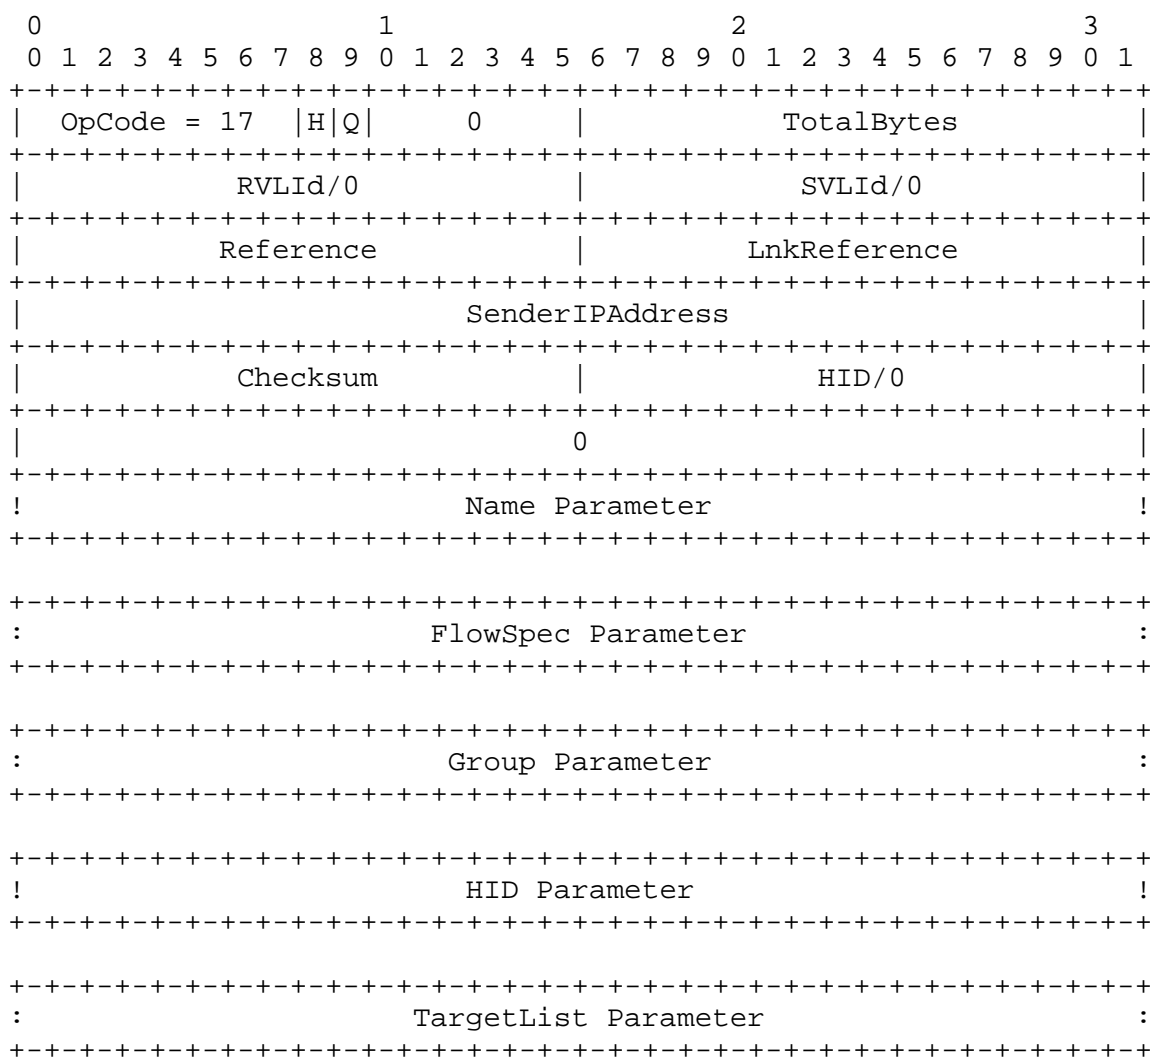 0                   1                   2                   3
 0 1 2 3 4 5 6 7 8 9 0 1 2 3 4 5 6 7 8 9 0 1 2 3 4 5 6 7 8 9 0 1
+-+-+-+-+-+-+-+-+-+-+-+-+-+-+-+-+-+-+-+-+-+-+-+-+-+-+-+-+-+-+-+-+
|  OpCode = 17  |H|Q|     0     |           TotalBytes          |
+-+-+-+-+-+-+-+-+-+-+-+-+-+-+-+-+-+-+-+-+-+-+-+-+-+-+-+-+-+-+-+-+
|            RVLId/0            |            SVLId/0            |
+-+-+-+-+-+-+-+-+-+-+-+-+-+-+-+-+-+-+-+-+-+-+-+-+-+-+-+-+-+-+-+-+
|           Reference           |         LnkReference          |
+-+-+-+-+-+-+-+-+-+-+-+-+-+-+-+-+-+-+-+-+-+-+-+-+-+-+-+-+-+-+-+-+
|                         SenderIPAddress                       |
+-+-+-+-+-+-+-+-+-+-+-+-+-+-+-+-+-+-+-+-+-+-+-+-+-+-+-+-+-+-+-+-+
|            Checksum           |             HID/0             |
+-+-+-+-+-+-+-+-+-+-+-+-+-+-+-+-+-+-+-+-+-+-+-+-+-+-+-+-+-+-+-+-+
|                               0                               |
+-+-+-+-+-+-+-+-+-+-+-+-+-+-+-+-+-+-+-+-+-+-+-+-+-+-+-+-+-+-+-+-+
!                         Name Parameter                        !
+-+-+-+-+-+-+-+-+-+-+-+-+-+-+-+-+-+-+-+-+-+-+-+-+-+-+-+-+-+-+-+-+

+-+-+-+-+-+-+-+-+-+-+-+-+-+-+-+-+-+-+-+-+-+-+-+-+-+-+-+-+-+-+-+-+
:                       FlowSpec Parameter                      :
+-+-+-+-+-+-+-+-+-+-+-+-+-+-+-+-+-+-+-+-+-+-+-+-+-+-+-+-+-+-+-+-+

+-+-+-+-+-+-+-+-+-+-+-+-+-+-+-+-+-+-+-+-+-+-+-+-+-+-+-+-+-+-+-+-+
:                        Group Parameter                        :
+-+-+-+-+-+-+-+-+-+-+-+-+-+-+-+-+-+-+-+-+-+-+-+-+-+-+-+-+-+-+-+-+

+-+-+-+-+-+-+-+-+-+-+-+-+-+-+-+-+-+-+-+-+-+-+-+-+-+-+-+-+-+-+-+-+
!                         HID Parameter                         !
+-+-+-+-+-+-+-+-+-+-+-+-+-+-+-+-+-+-+-+-+-+-+-+-+-+-+-+-+-+-+-+-+

+-+-+-+-+-+-+-+-+-+-+-+-+-+-+-+-+-+-+-+-+-+-+-+-+-+-+-+-+-+-+-+-+
:                      TargetList Parameter                     :
+-+-+-+-+-+-+-+-+-+-+-+-+-+-+-+-+-+-+-+-+-+-+-+-+-+-+-+-+-+-+-+-+